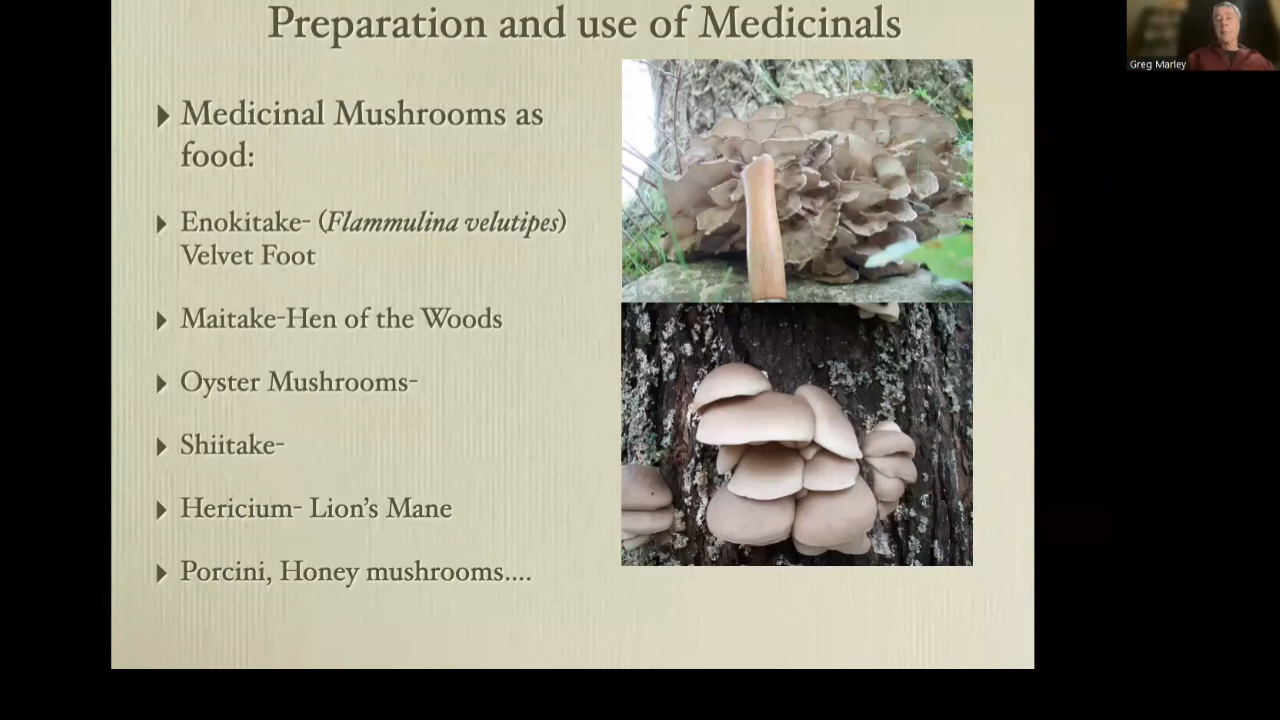 Preparation and use of Medicinals
Medicinal Mushrooms as
food:
Enokitake- (Flammulina velutipes)
Velvet Foot
Maitake-Hen of the Woods
Oyster Mushrooms-
Shiitake-
Hericium- Lion’s Mane
Porcini, Honey mushrooms....
Greg Marley